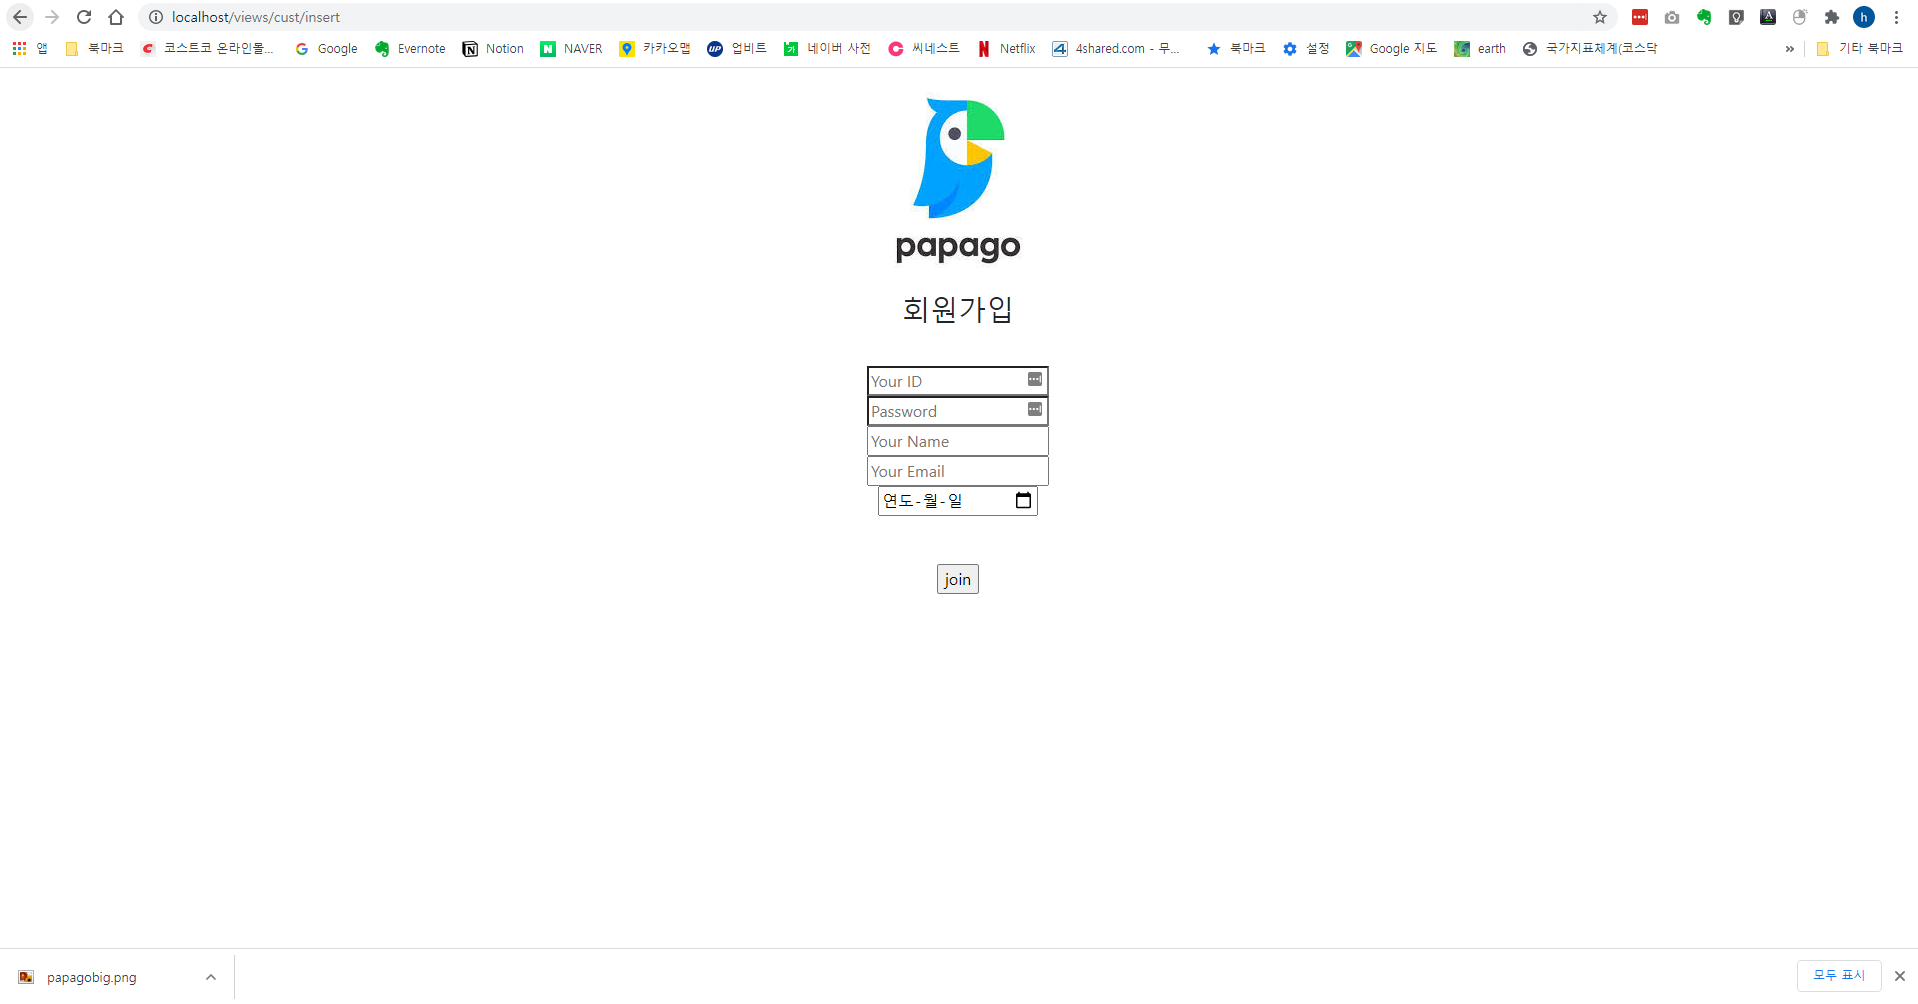 localhost/views/cust/insert
h
앱 북마크 코스트코 온라인몰... Google Evernote Notion NAVER 카카오맵 업비트 네이버 사전 씨네스트 Netflix 4shared.com - 무... 북마크 설정 Google 지도 earth 국가지표체계(코스닥 » 기타 북마크
papago
회원가입
Your ID
Password
Your Name
Your Email
연도-월-일
join
papagobig.png
모두 표시